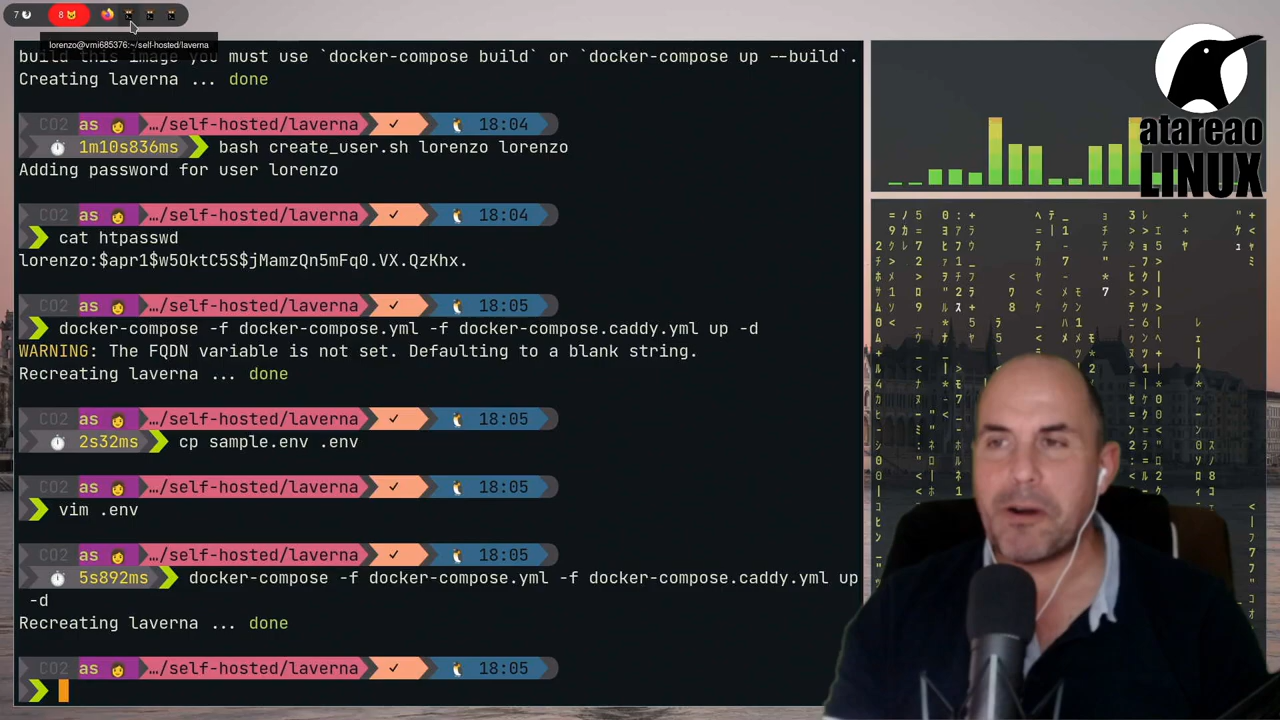 7 8
lorenzo@vmi685376:~/self-hosted/laverna
build this image you must use `docker-compose build` or `docker-compose up --build`.
Creating laverna ... done
CO2 as …/self-hosted/laverna ✓ 18:04
1m10s836ms bash create_user.sh lorenzo lorenzo
Adding password for user lorenzo
CO2 as …/self-hosted/laverna ✓ 18:04
cat htpasswd
lorenzo:$apr1$w5OktC5S$jMamzQn5mFq0.VX.QzKhx.
CO2 as …/self-hosted/laverna ✓ 18:05
docker-compose -f docker-compose.yml -f docker-compose.caddy.yml up -d
WARNING: The FQDN variable is not set. Defaulting to a blank string.
Recreating laverna ... done
CO2 as …/self-hosted/laverna ✓ 18:05
2s32ms cp sample.env .env
CO2 as …/self-hosted/laverna ✓ 18:05
vim .env
CO2 as …/self-hosted/laverna ✓ 18:05
5s892ms docker-compose -f docker-compose.yml -f docker-compose.caddy.yml up
-d
Recreating laverna ... done
CO2 as …/self-hosted/laverna ✓ 18:05
atareao
LINUX